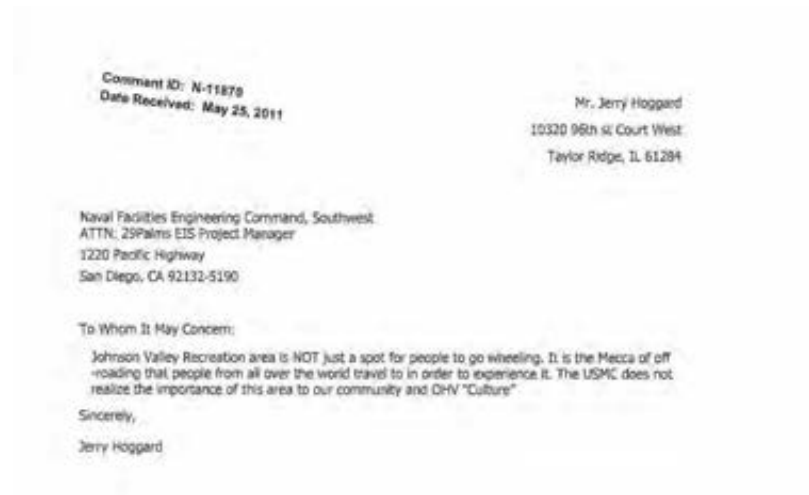 Comment ID: N-11878
Date Received: May 25, 2011
Mr. Jerry Hoggard
10320 96th st Court West
Taylor Ridge, IL 61284
Naval Facilities Engineering Command, Southwest
ATTN: 29Palms EIS Project Manager
1220 Pacific Highway
San Diego, CA 92132-5190
To Whom It May Concern:
Johnson Valley Recreation area is NOT just a spot for people to go wheeling. It is the Mecca of off
-roading that people from all over the world travel to in order to experience it. The USMC does not
realize the importance of this area to our community and OHV "Culture"
Sincerely,
Jerry Hoggard